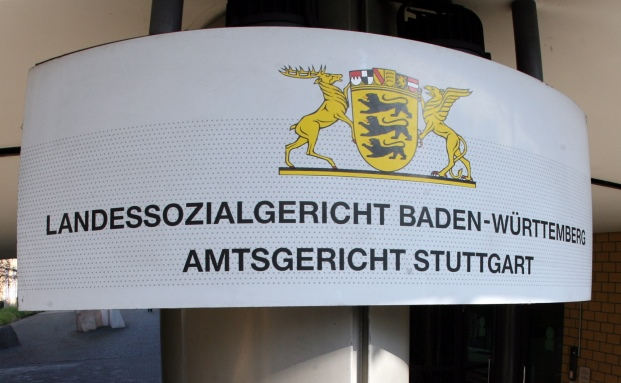 LANDESSOZIALGERICHT BADEN-WÜRTTEMBERG
AMTSGERICHT STUTTGART